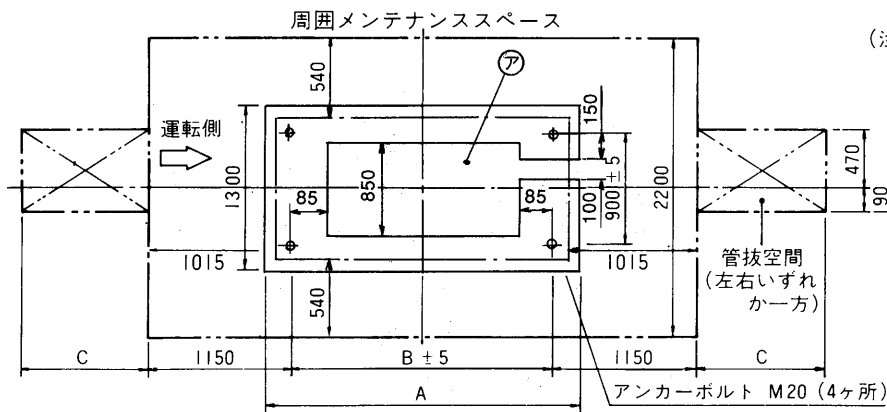 周囲メンテナンススペース
(注
540
ア
150
運転側
1300
85
850
85
100
900±5
2200
470
90
1015
1015
540
管抜空間
(左右いずれ
か一方)
C
1150
B±5
1150
C
A
アンカーボルト M20 (4ヶ所)